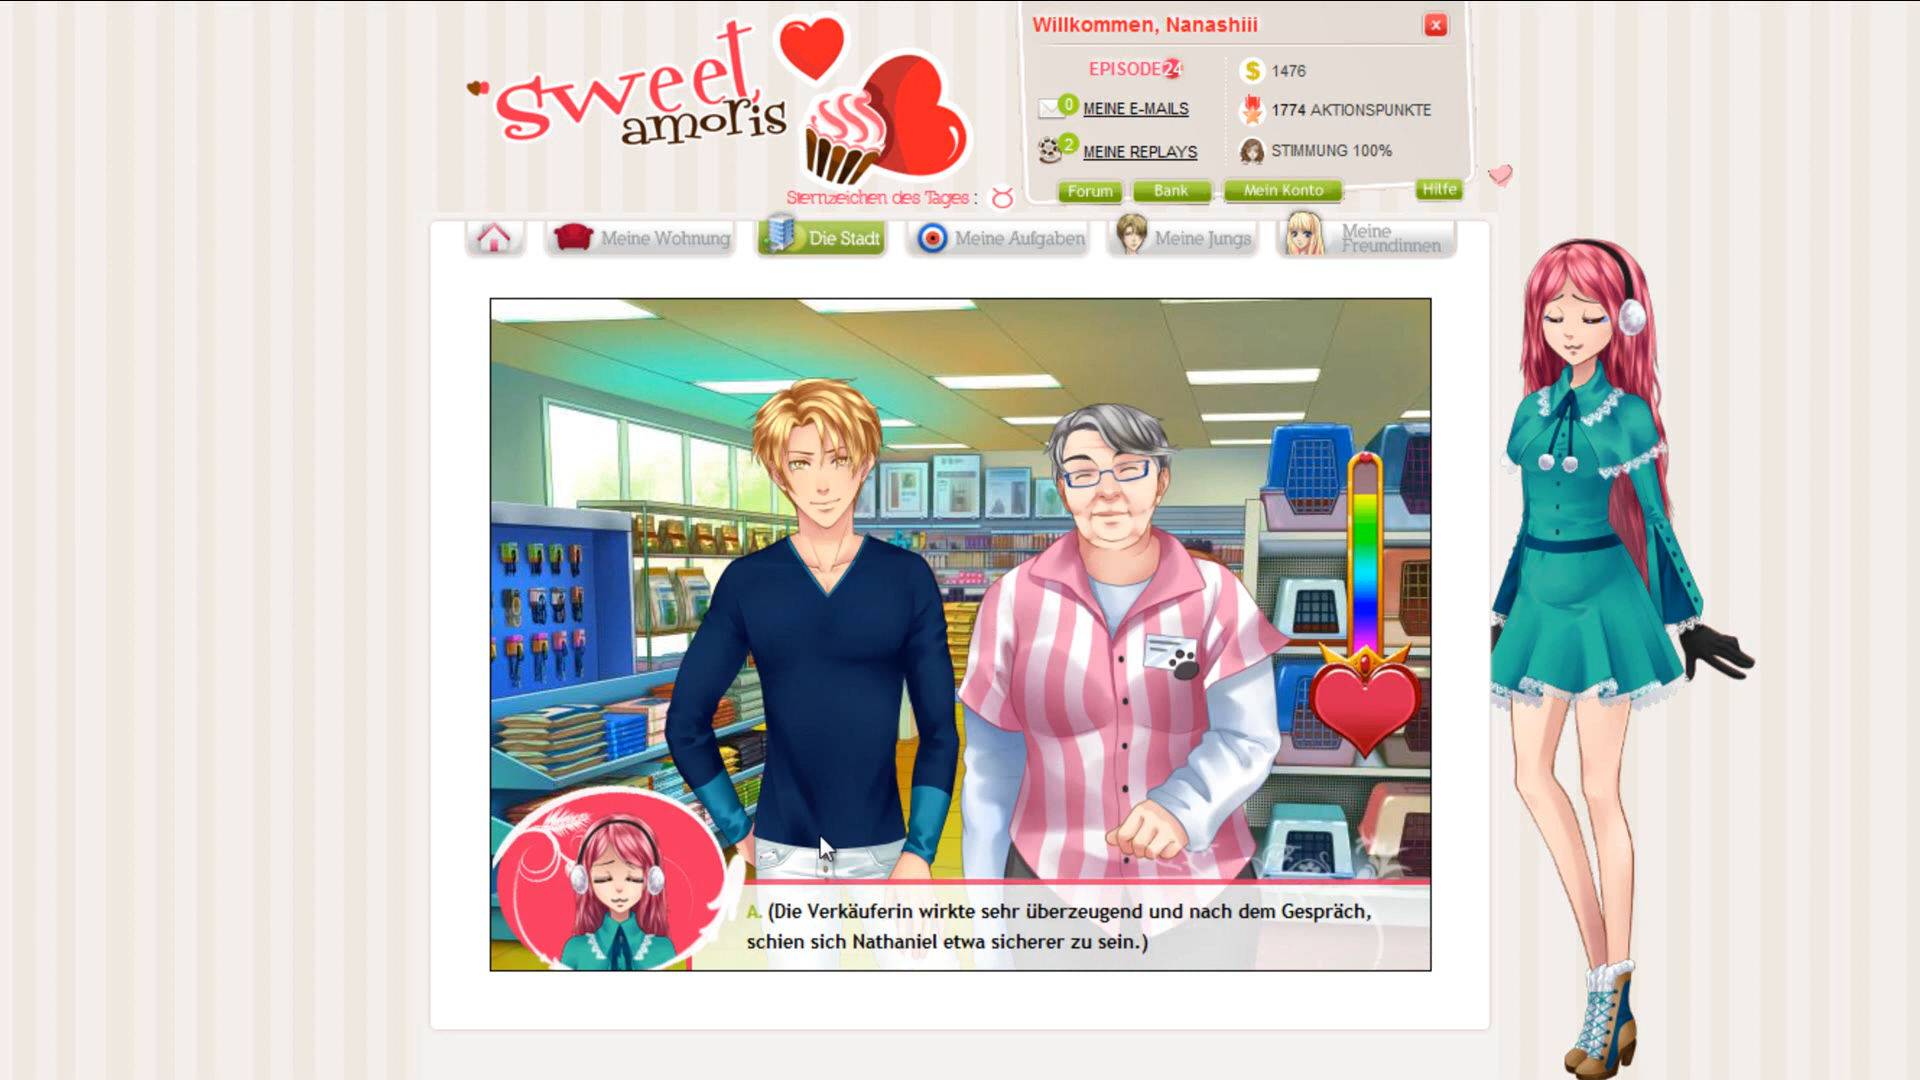 sweet
amoris
Sternzeichen des Tages :
Willkommen, Nanashiii
x
EPISODE 24
$ 1476
0 MEINE E-MAILS
1774 AKTIONSPUNKTE
2 MEINE REPLAYS
STIMMUNG 100%
Forum
Bank
Mein Konto
Hilfe
Meine Wohnung
Die Stadt
Meine Aufgaben
Meine Jungs
Meine
Freundinnen
A. (Die Verkäuferin wirkte sehr überzeugend und nach dem Gespräch,
schien sich Nathaniel etwa sicherer zu sein.)